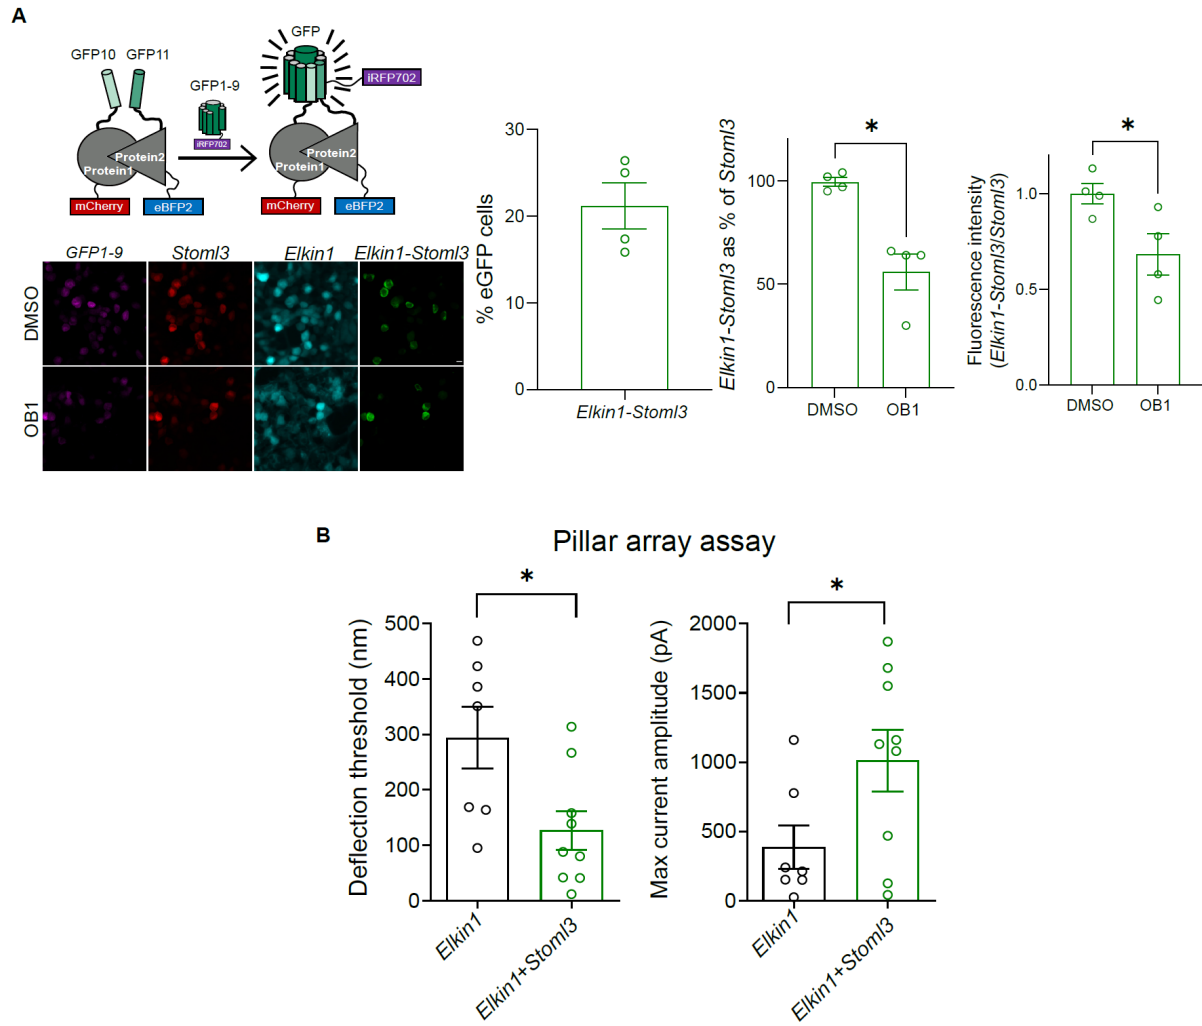 A
GFP10 GFP11
GFP1-9
iRFP702
Protein1
Protein2
mCherry
eBFP2
GFP
iRFP702
Protein1
Protein2
mCherry
eBFP2
GFP1-9 Stoml3 Elkin1 Elkin1-Stoml3
DMSO
OB1
% eGFP cells
30
20
10
0
Elkin1-Stoml3
Elkin1-Stoml3 as % of Stoml3
*
100
50
0
DMSO OB1
Fluorescence intensity
(Elkin1-Stoml3/Stoml3)
*
1.0
0.5
0.0
DMSO OB1
B
Pillar array assay
Deflection threshold (nm)
*
500
400
300
200
100
0
Elkin1
Elkin1+Stoml3
Max current amplitude (pA)
*
2000
1500
1000
500
0
Elkin1
Elkin1+Stoml3